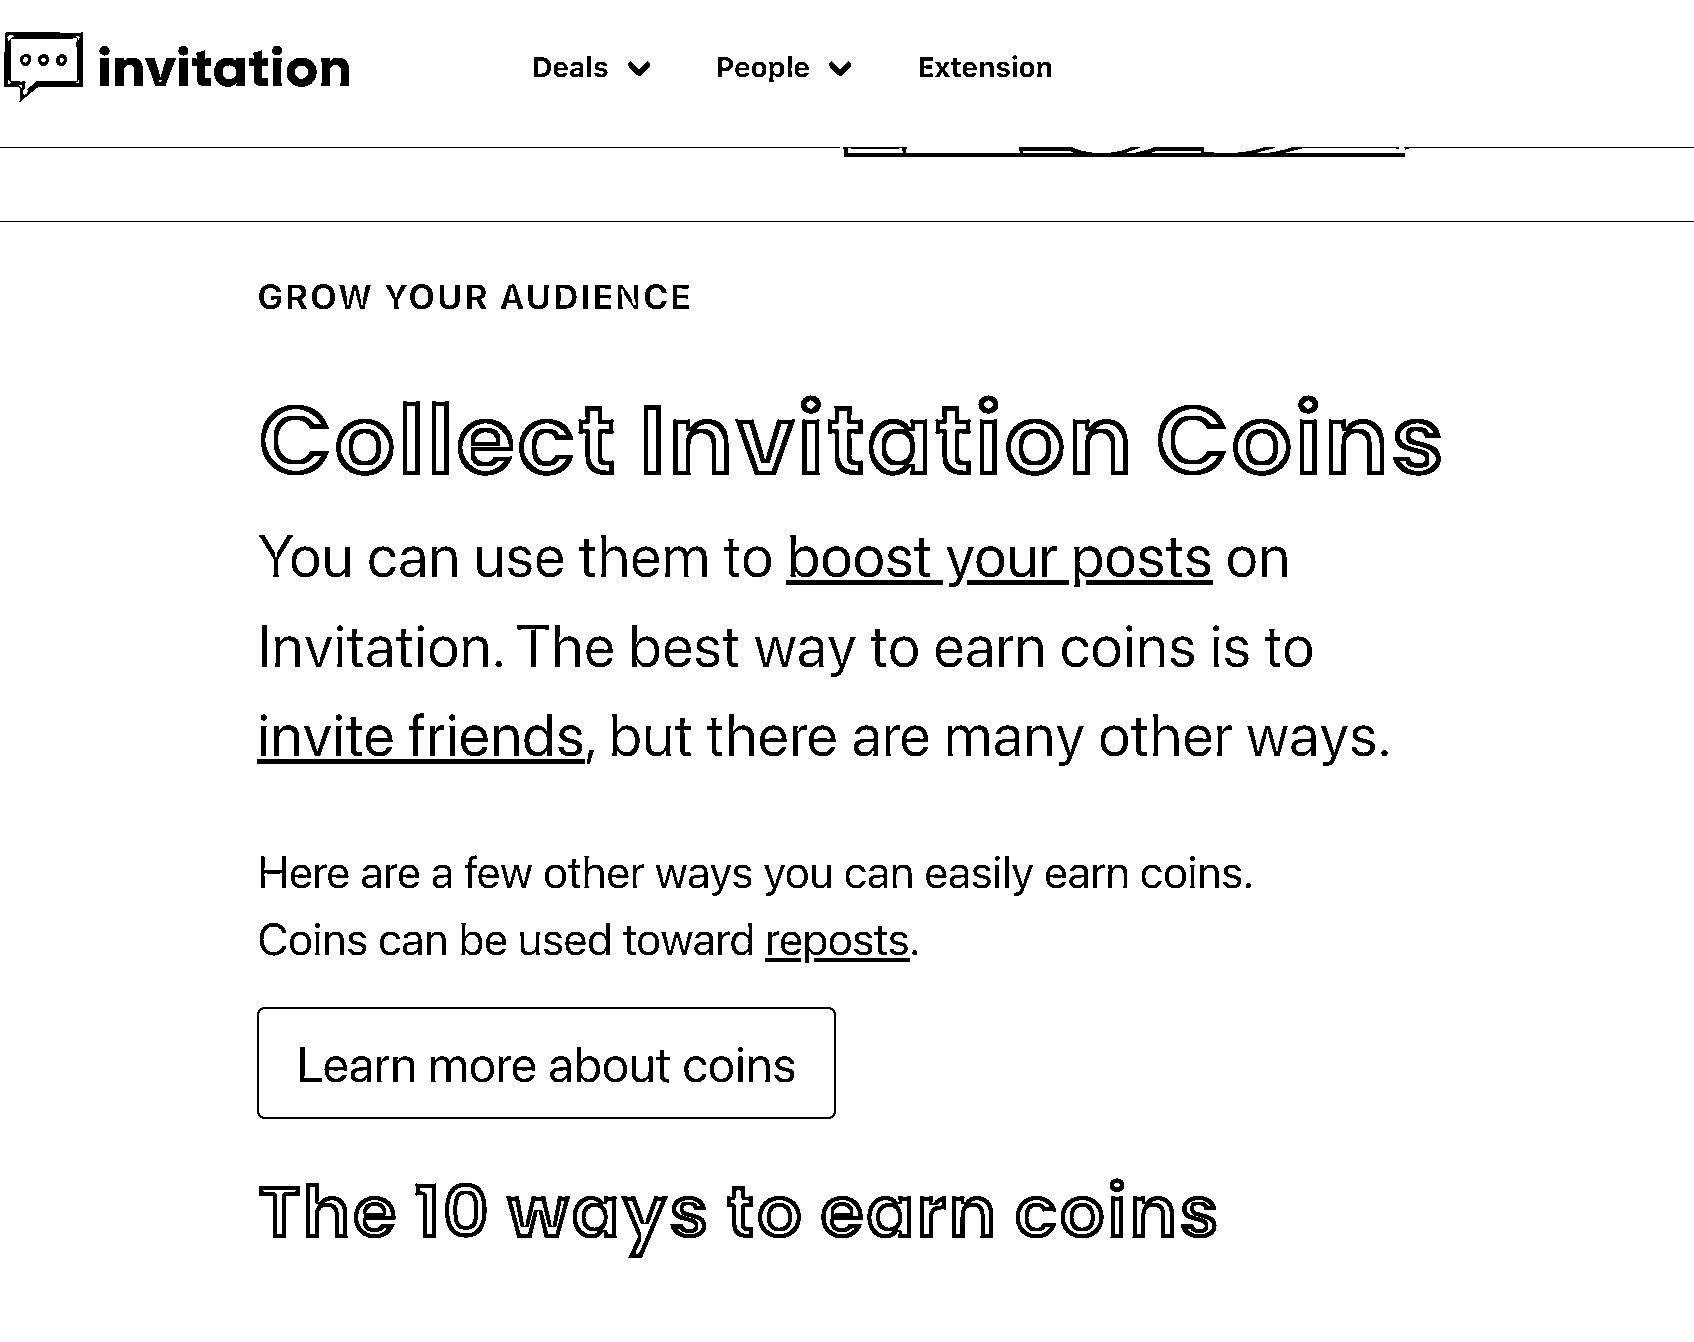 invitation
Deals
People
Extension
GROW YOUR AUDIENCE
Collect Invitation Coins
You can use them to boost your posts on
Invitation. The best way to earn coins is to
invite friends, but there are many other ways.
Here are a few other ways you can easily earn coins.
Coins can be used toward reposts.
Learn more about coins
The 10 ways to earn coins